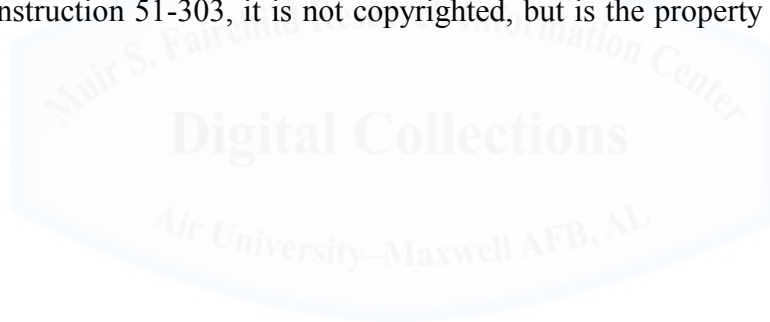 nstruction 51-303, it is not copyrighted, but is the property
Muir S. Fairchild Research Information Center
Digital Collections
Air University–Maxwell AFB, AL